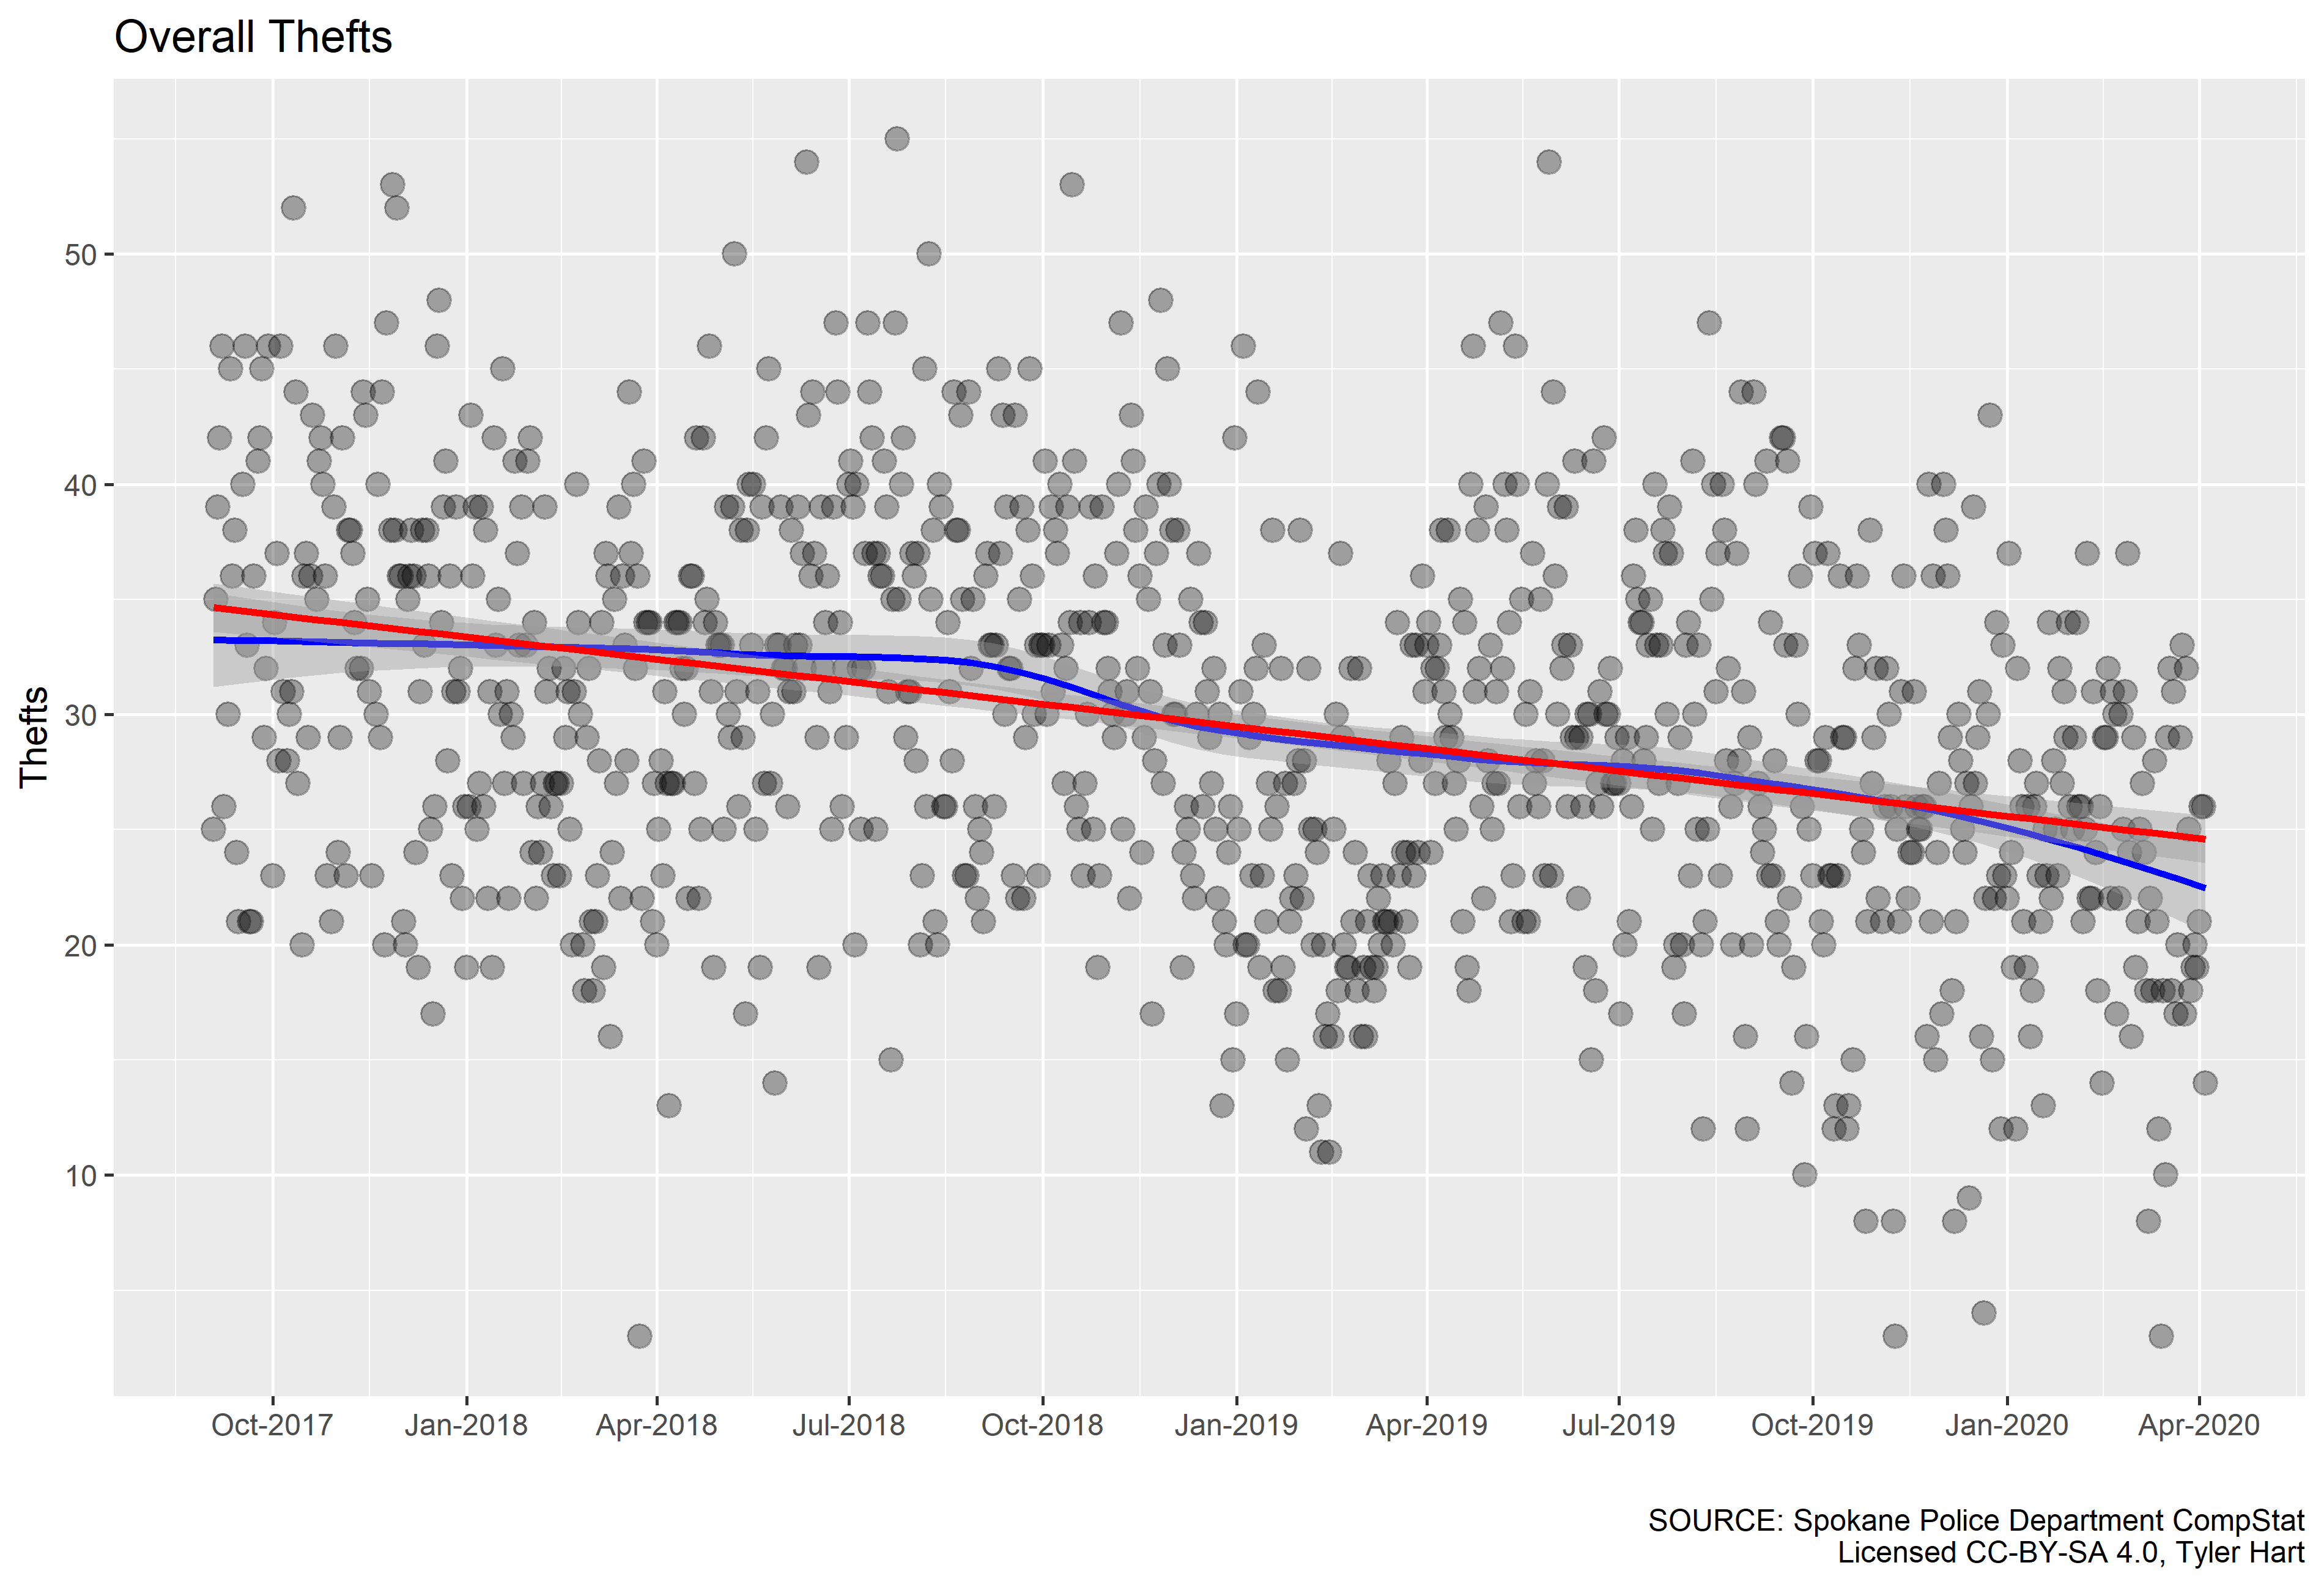 Overall Thefts
Thefts
50
40
30
20
10
Oct-2017 Jan-2018 Apr-2018 Jul-2018 Oct-2018 Jan-2019 Apr-2019 Jul-2019 Oct-2019 Jan-2020 Apr-2020
SOURCE: Spokane Police Department CompStat
Licensed CC-BY-SA 4.0, Tyler Hart